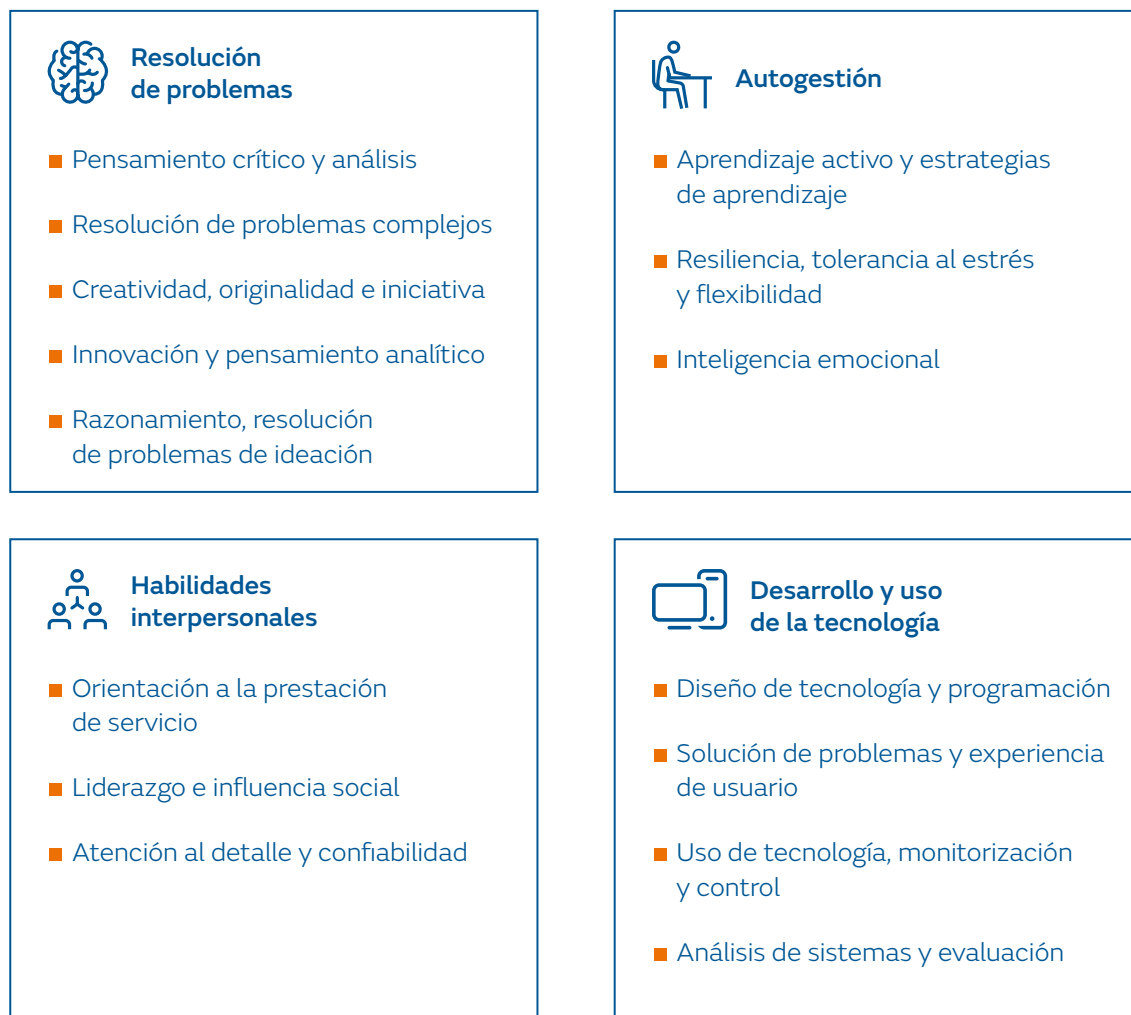 Resolución
de problemas
Pensamiento crítico y análisis
Resolución de problemas complejos
Creatividad, originalidad e iniciativa
Innovación y pensamiento analítico
Razonamiento, resolución
de problemas de ideación
Autogestión
Aprendizaje activo y estrategias
de aprendizaje
Resiliencia, tolerancia al estrés
y flexibilidad
Inteligencia emocional
Habilidades
interpersonales
Orientación a la prestación
de servicio
Liderazgo e influencia social
Atención al detalle y confiabilidad
Desarrollo y uso
de la tecnología
Diseño de tecnología y programación
Solución de problemas y experiencia
de usuario
Uso de tecnología, monitorización
y control
Análisis de sistemas y evaluación